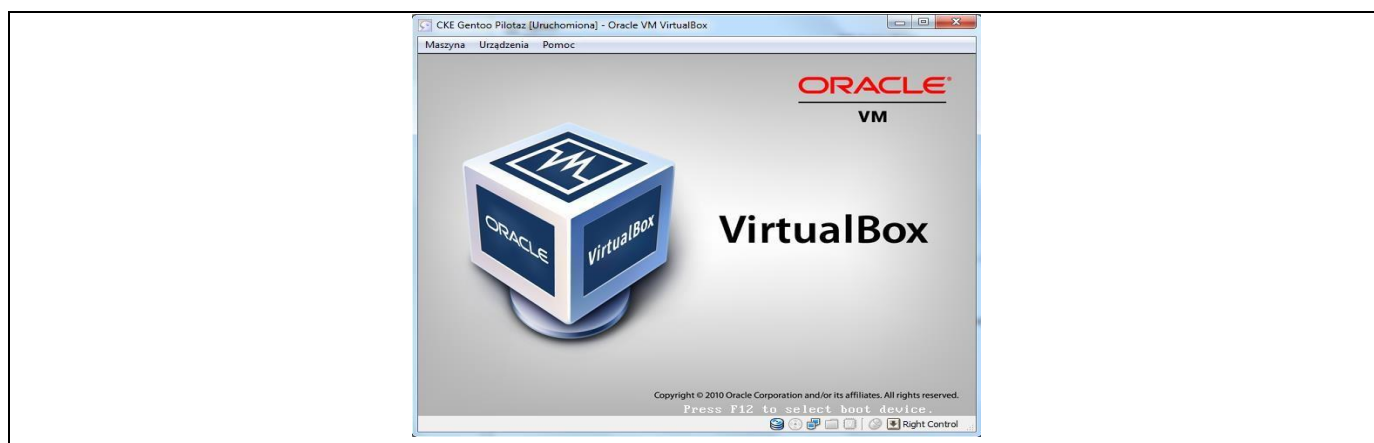 CKE Gentoo Pilotaz [Uruchomiona] - Oracle VM VirtualBox
Maszyna Urządzenia Pomoc
ORACLE®
VM
ORACLE
VirtualBox
VirtualBox
Copyright © 2010 Oracle Corporation and/or its affiliates. All rights reserved.
Press F12 to select boot device.
Right Control